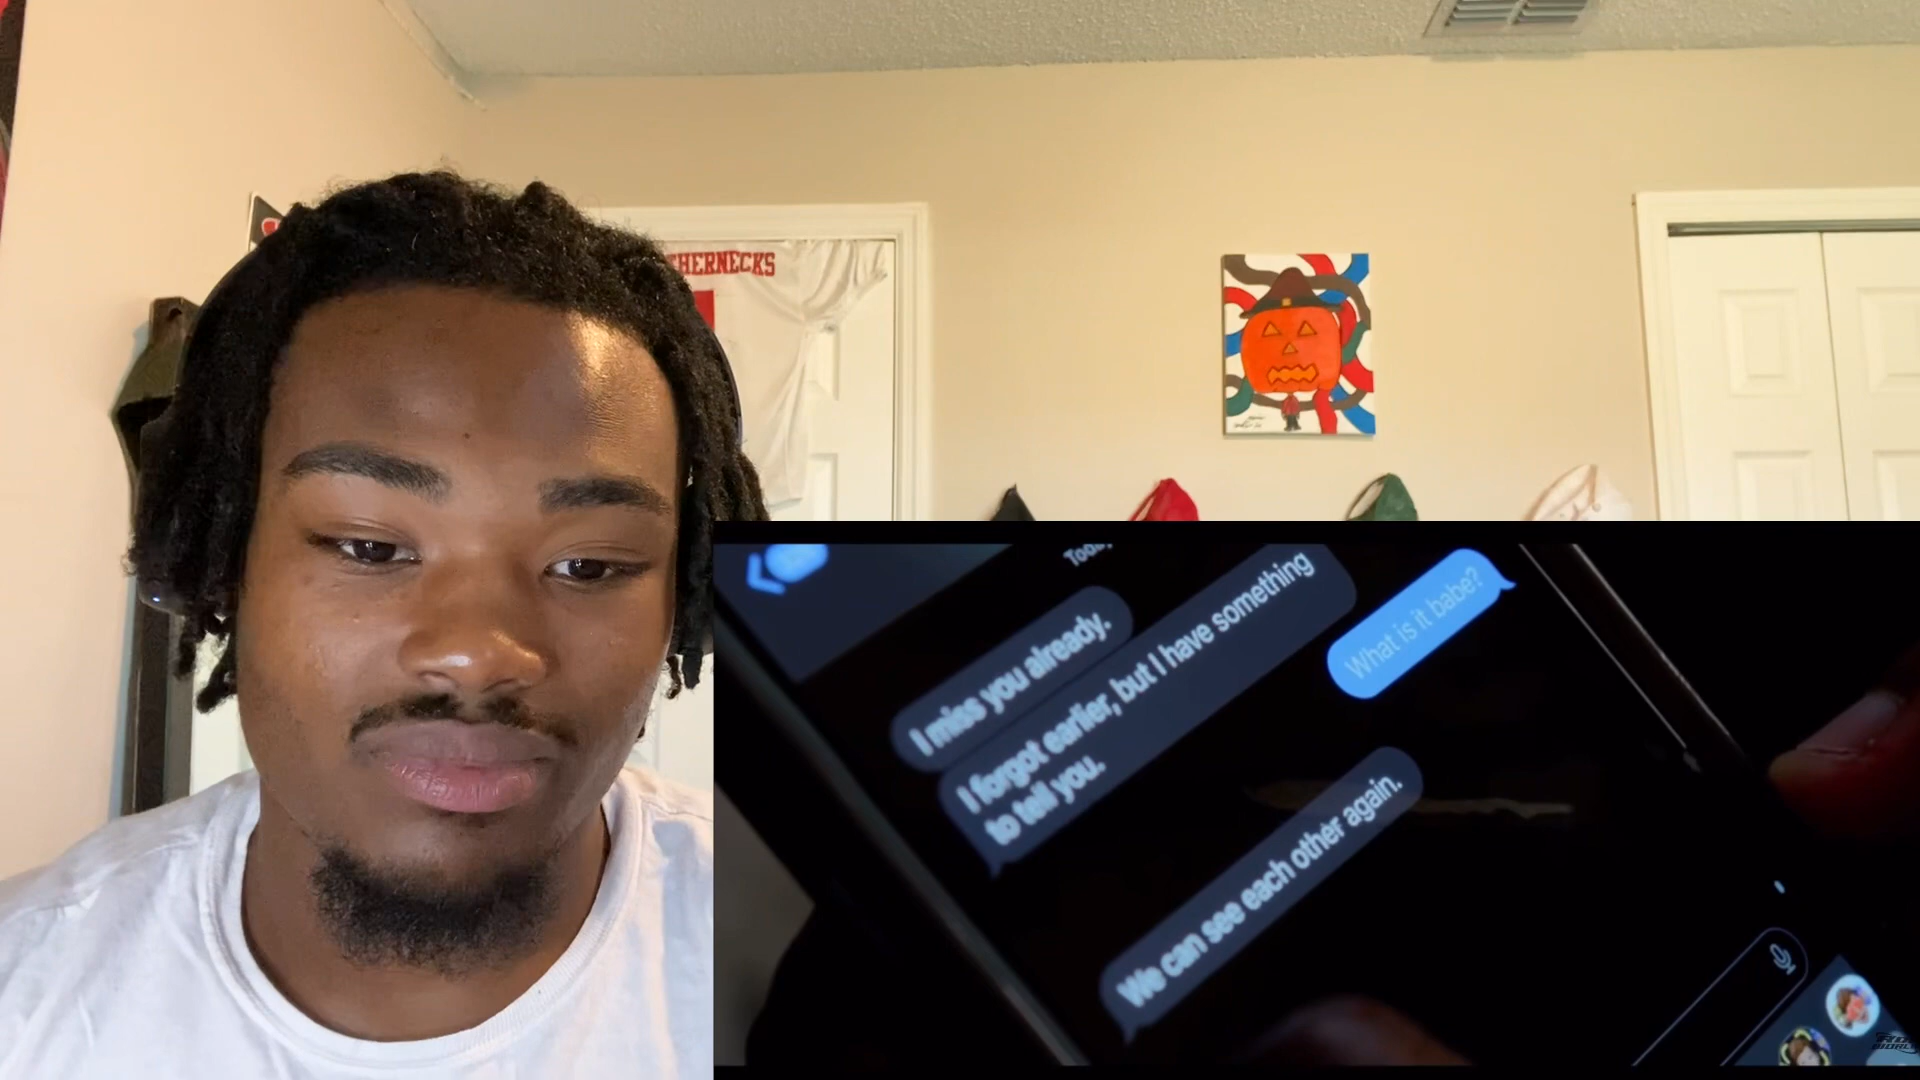 HERNECKS
Today
I miss you already.
I forgot earlier, but I have something
to tell you.
What is it babe?
We can see each other again.
WORLD